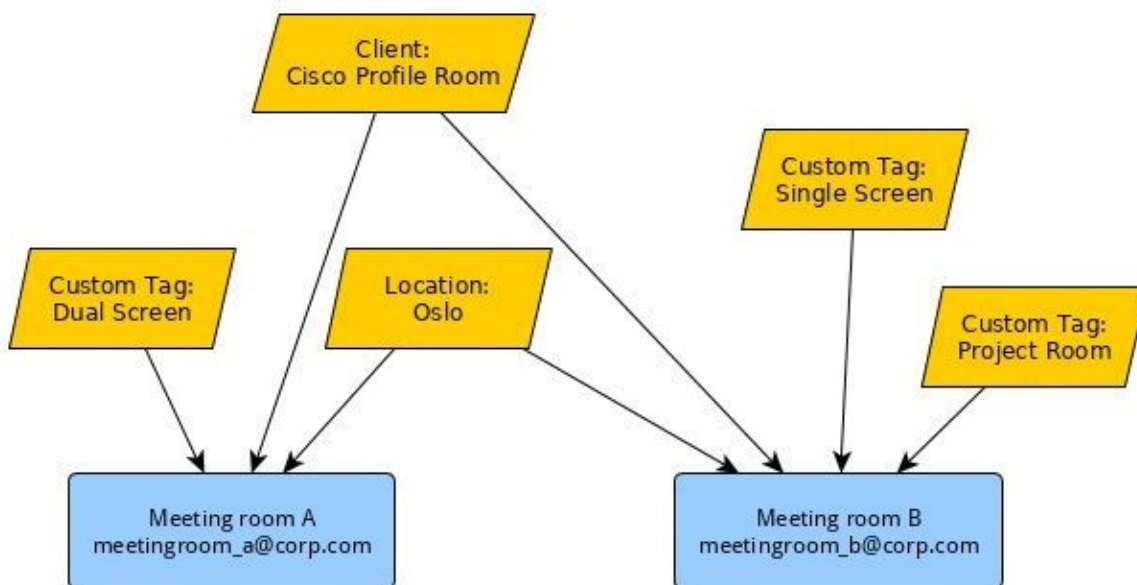 Client:
Cisco Profile Room
Custom Tag:
Single Screen
Custom Tag:
Dual Screen
Location:
Oslo
Custom Tag:
Project Room
Meeting room A
meetingroom_a@corp.com
Meeting room B
meetingroom_b@corp.com